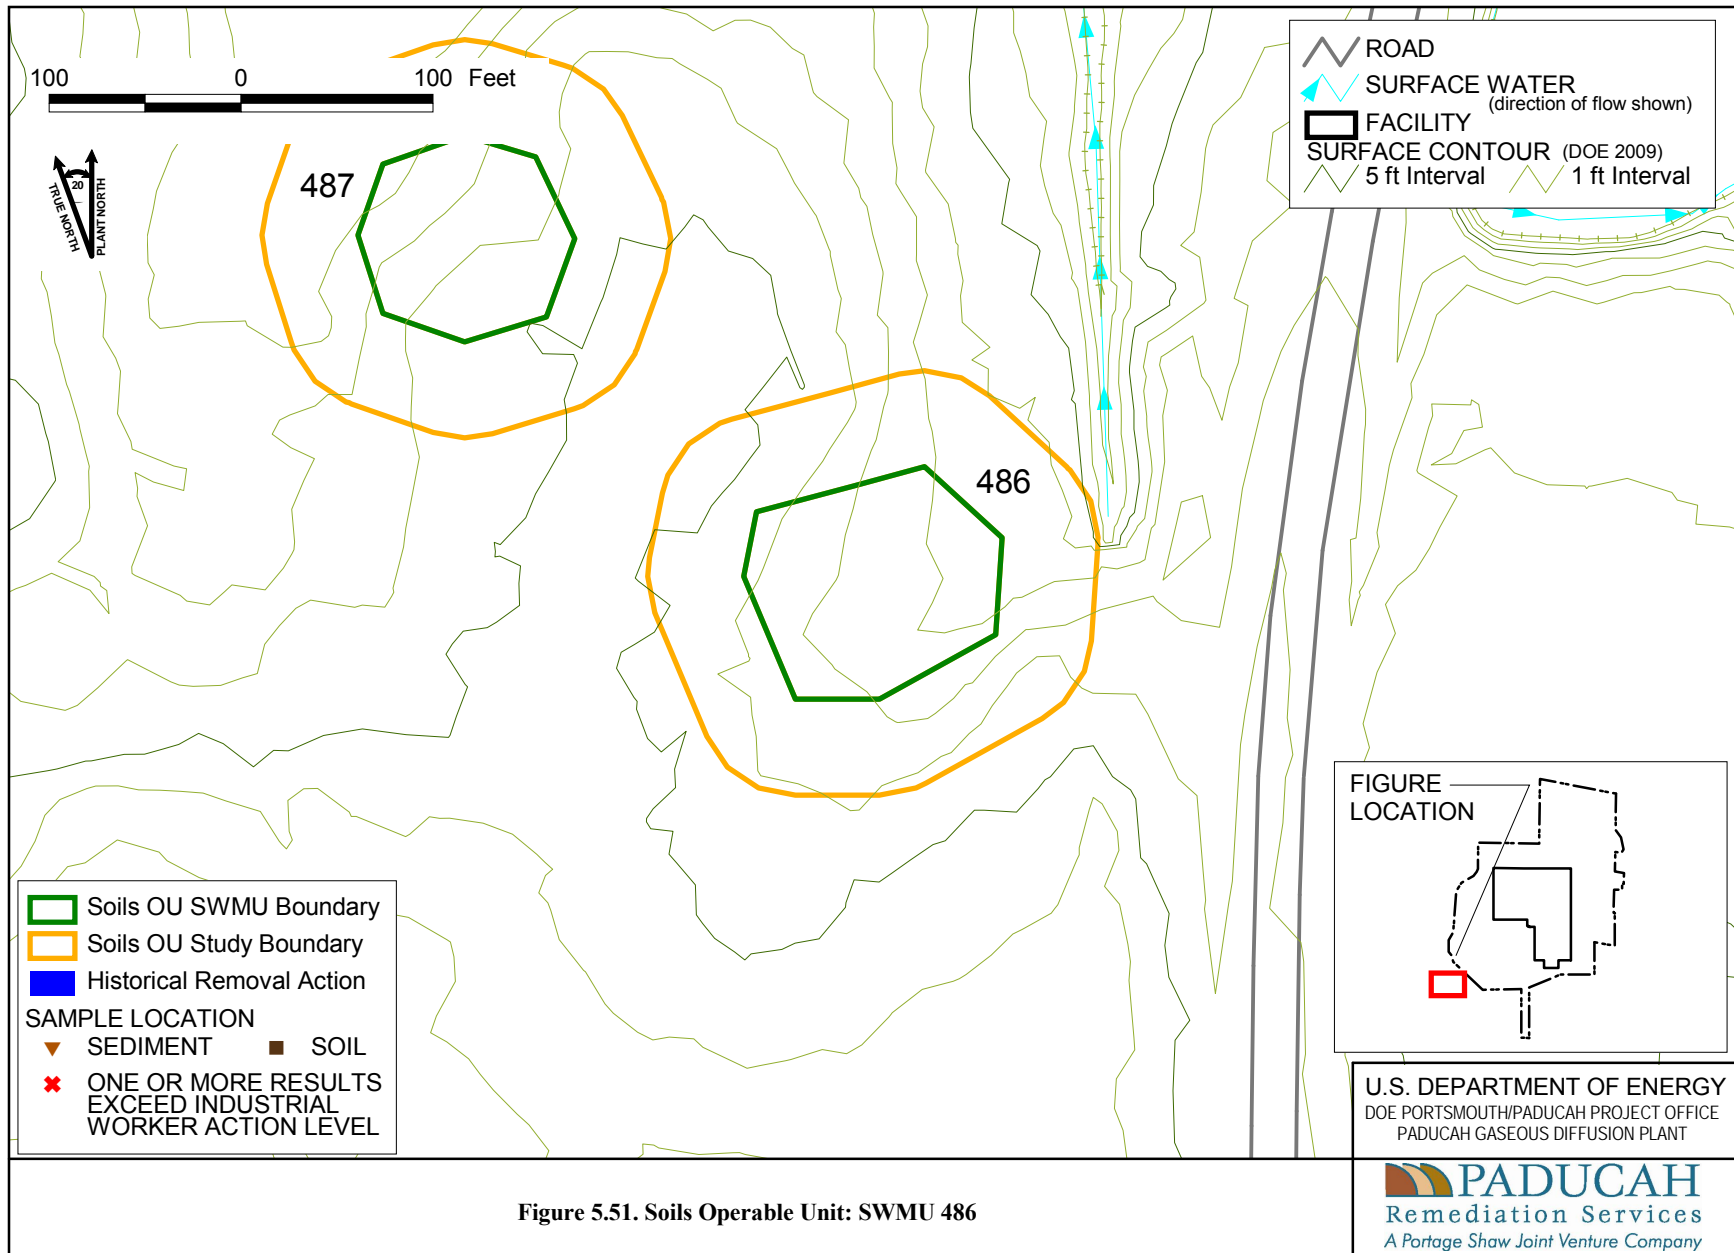 100 0 100 Feet
20
TRUE NORTH
PLANT NORTH
487
486
ROAD
SURFACE WATER
(direction of flow shown)
FACILITY
SURFACE CONTOUR (DOE 2009)
5 ft Interval 1 ft Interval
FIGURE
LOCATION
Soils OU SWMU Boundary
Soils OU Study Boundary
Historical Removal Action
SAMPLE LOCATION
SEDIMENT SOIL
ONE OR MORE RESULTS
EXCEED INDUSTRIAL
WORKER ACTION LEVEL
U.S. DEPARTMENT OF ENERGY
DOE PORTSMOUTH/PADUCAH PROJECT OFFICE
PADUCAH GASEOUS DIFFUSION PLANT
Figure 5.51. Soils Operable Unit: SWMU 486
PADUCAH
Remediation Services
A Portage Shaw Joint Venture Company